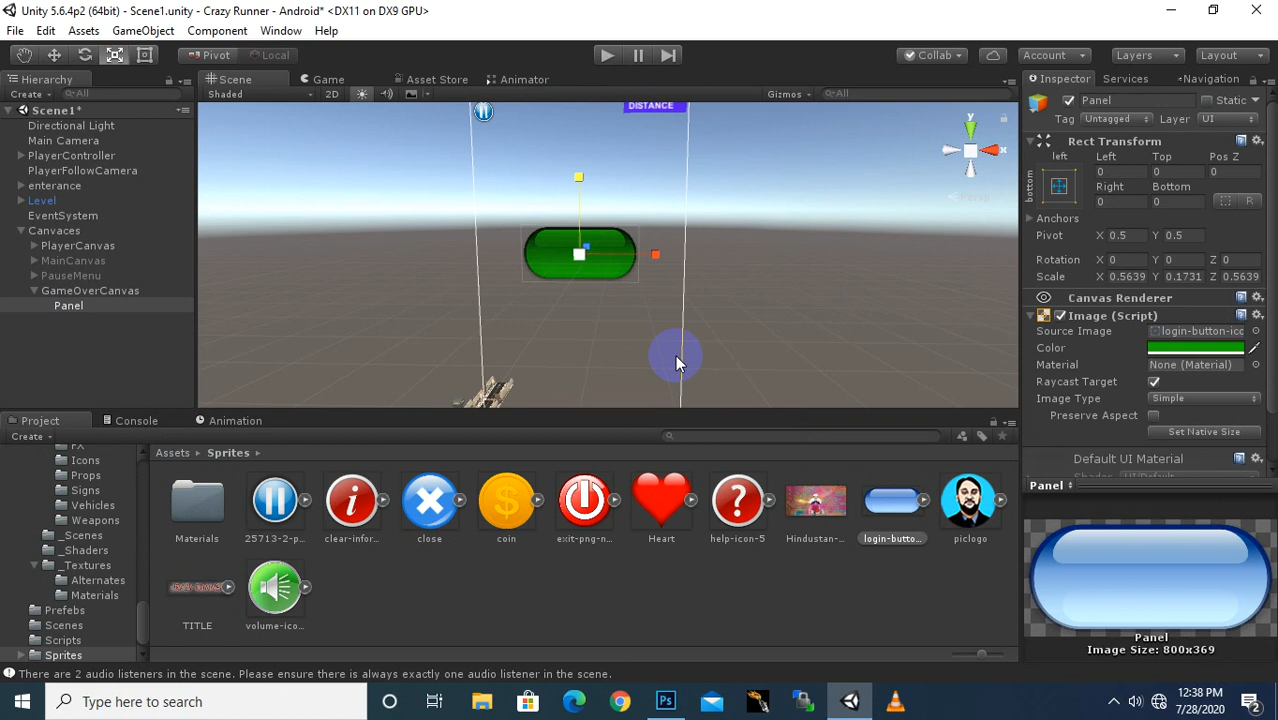 Unity 5.6.4p2 (64bit) - Scene1.unity - Crazy Runner - Android* <DX11 on DX9 GPU>
File Edit Assets GameObject Component Window Help
Pivot Local Collab Account Layers Layout
Hierarchy Scene Game Asset Store Animator Inspector Services Navigation
Create All Shaded 2D Gizmos All Panel Static
Scene1* DISTANCE Tag Untagged Layer UI
Directional Light
Main Camera
PlayerController
PlayerFollowCamera
enterance
Level
EventSystem
Canvaces
PlayerCanvas
MainCanvas
PauseMenu
GameOverCanvas
Panel
y
x
Persp
Rect Transform
left Left Top Pos Z
0 0 0
bottom Right Bottom
0 0 R
Anchors
Pivot X 0.5 Y 0.5
Rotation X 0 Y 0 Z 0
Scale X 0.5639 Y 0.1731 Z 0.5639
Canvas Renderer
Image (Script)
Source Image login-button-ico
Color
Material None (Material)
Raycast Target
Image Type Simple
Preserve Aspect
Set Native Size
Default UI Material
Shader UI/Default
Project Console Animation
Create
FX
Icons
Props
Signs
Vehicles
Weapons
_Scenes
_Shaders
_Textures
Alternates
Materials
Prefebs
Scenes
Scripts
Sprites
Assets Sprites
Materials 25713-2-p... clear-infor... close coin exit-png-n... Heart help-icon-5 Hindustan-... login-butto... piclogo
CRAZY RUNNER
TITLE volume-ico...
Panel
Panel
Image Size: 800x369
There are 2 audio listeners in the scene. Please ensure there is always exactly one audio listener in the scene.
Type here to search
Ps
12:38 PM
7/28/2020
2